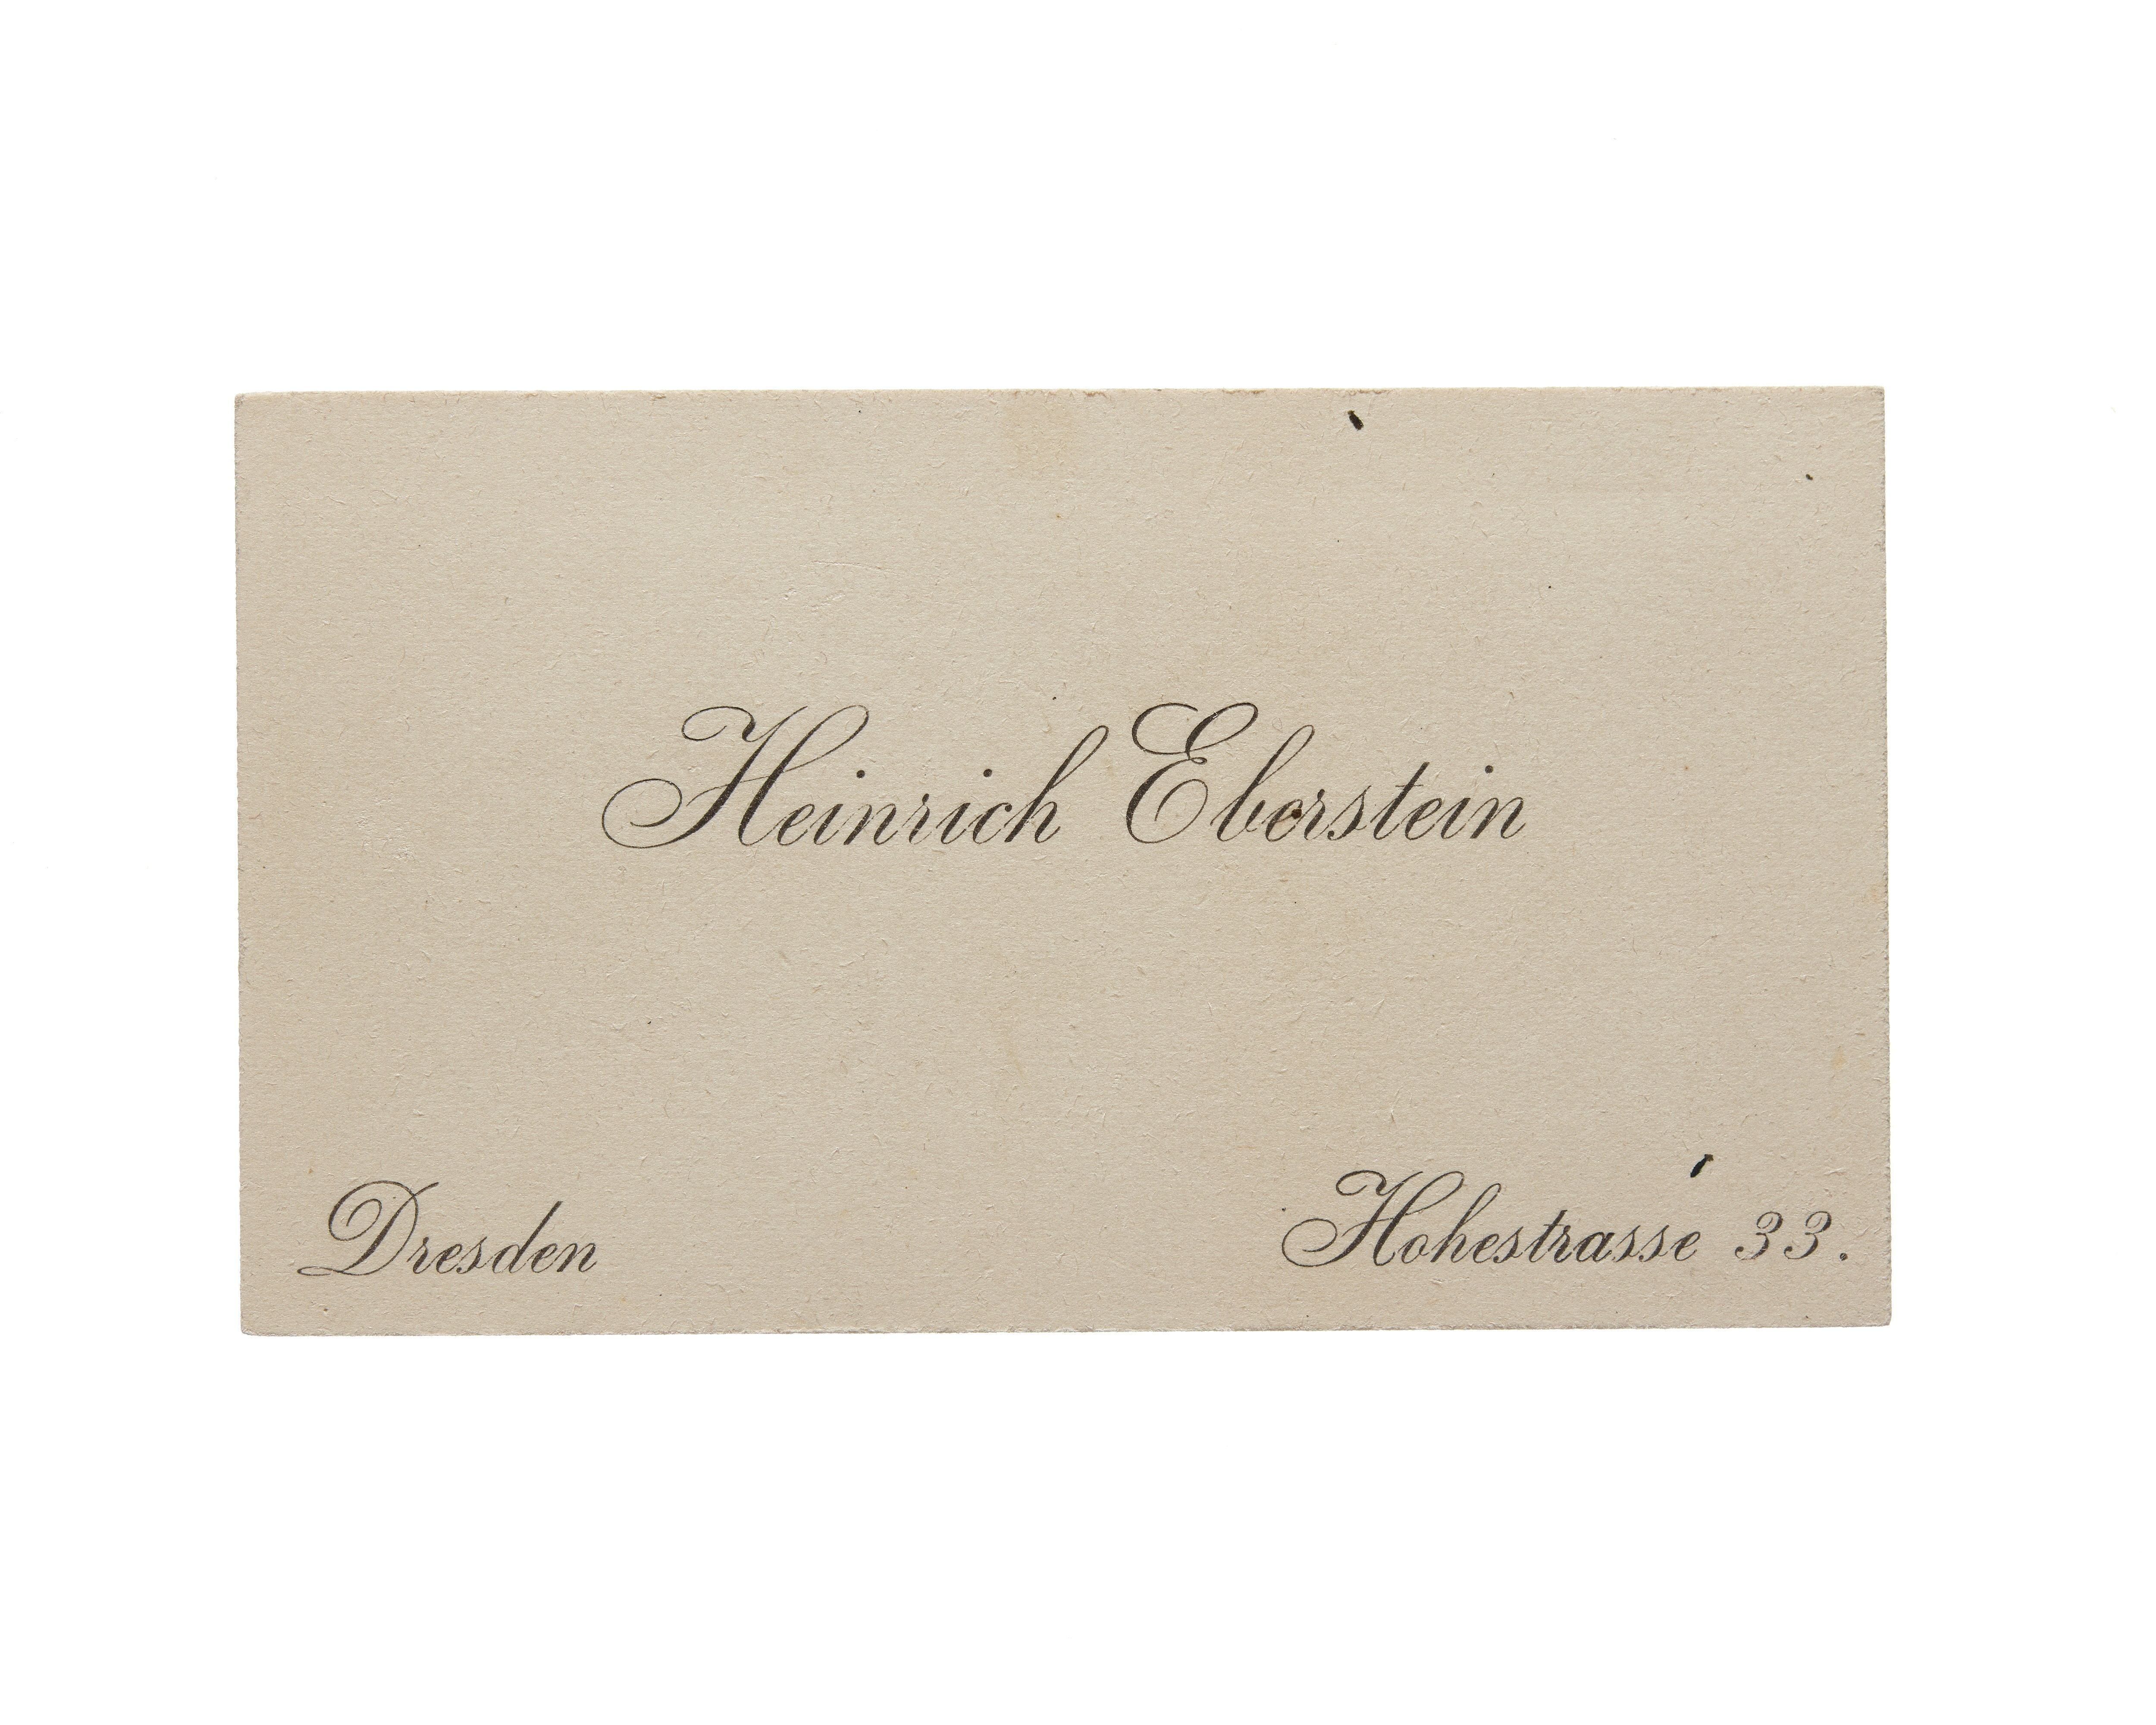 Heinrich Eberstein
Dresden
Hohestrasse 33.